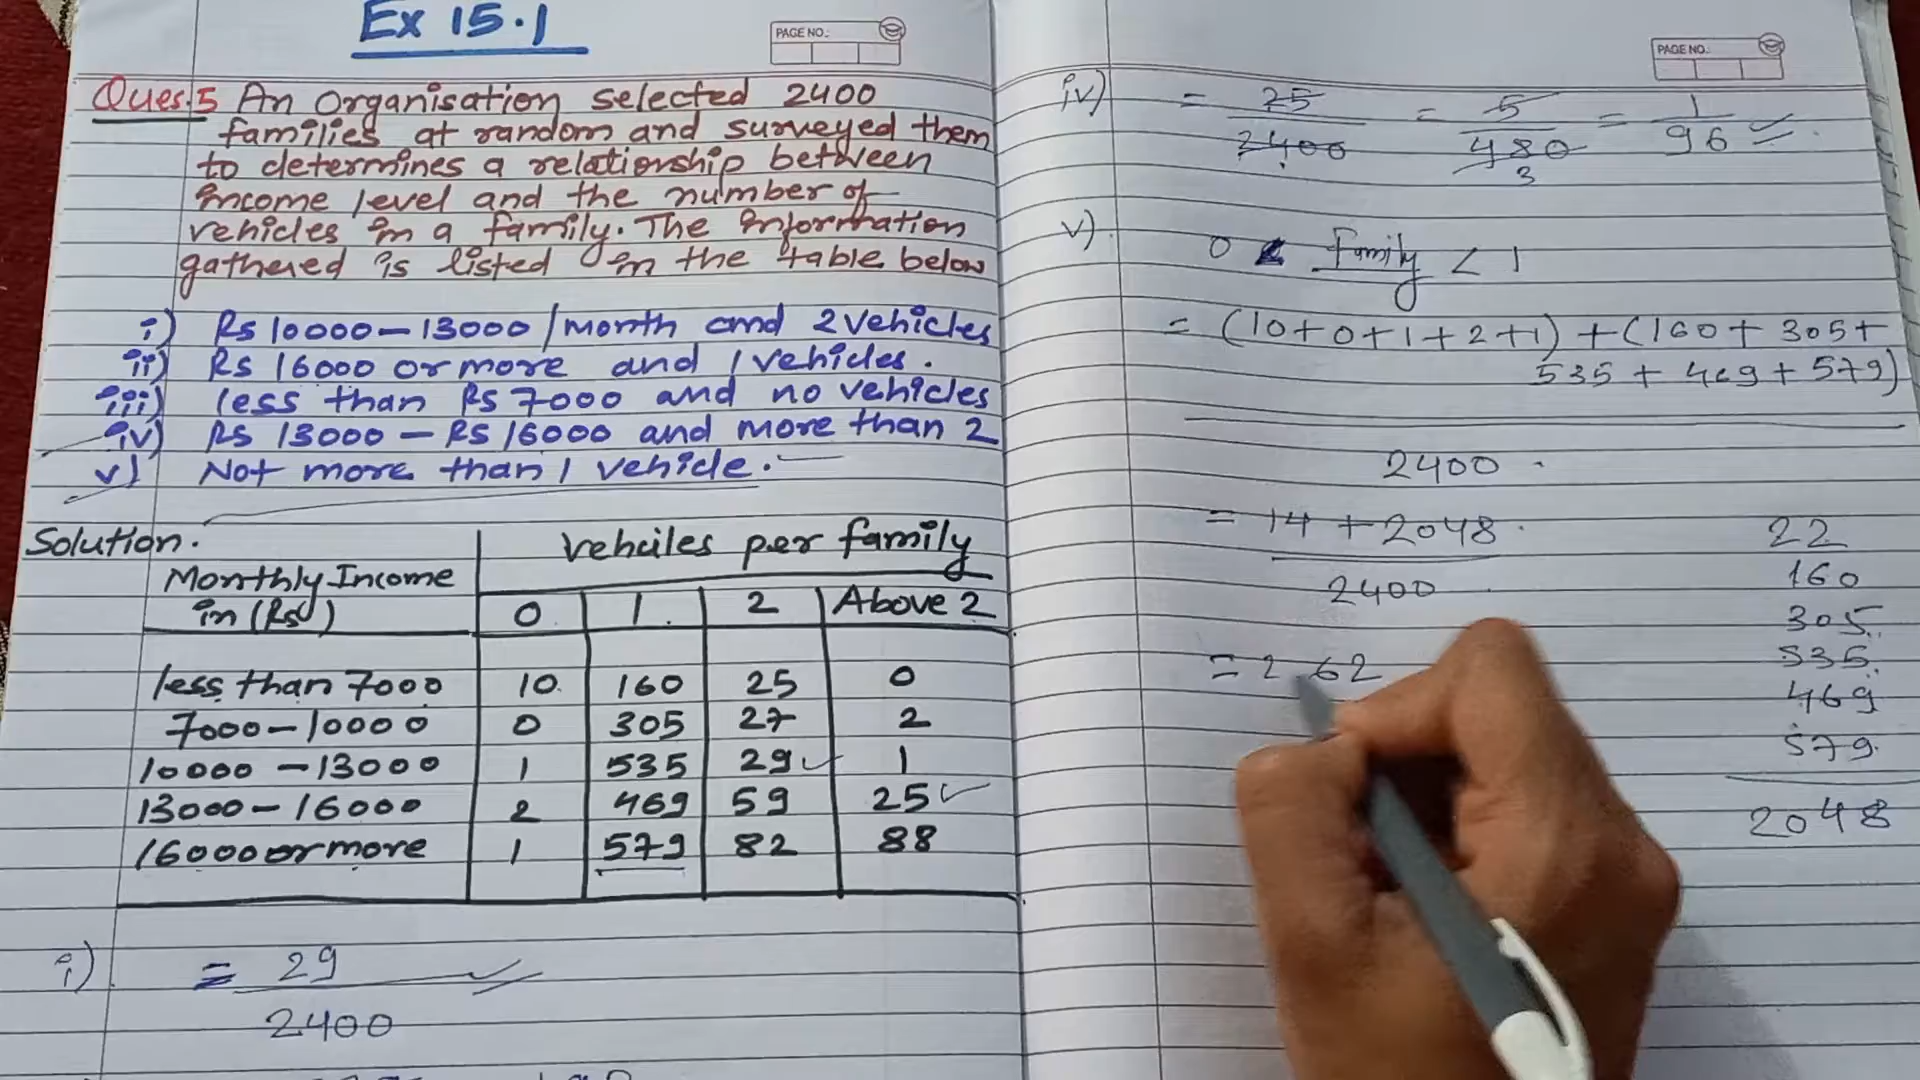 Ex 15.1
PAGE NO.:
Ques.5 An Organisation selected 2400
families at random and surveyed them
to determines a relationship between
income level and the number of
vehicles in a family. The information
gathered is listed in the table below
i) Rs 10000-13000/month and 2 vehicles
ii) Rs 16000 or more and 1 vehicles.
iii) less than Rs 7000 and no vehicles
iv) Rs 13000 - Rs 16000 and more than 2
v) Not more than 1 vehicle.
Solution.
Vehciles per family
Monthly Income
in (Rs)
0 1 2 Above 2
less than 7000 10 160 25 0
7000-10000 0 305 27 2
10000-13000 1 535 29 1
13000-16000 2 469 59 25
16000 or more 1 579 82 88
i) = 29
2400
PAGE NO.:
iv) = 25 = 5 = 1
2400 480 96
3
v) 0 Family < 1
= (10+0+1+2+1) + (160+305+
535+469+579)
2400
= 14 + 2048
2400
= 2 62
22
160
305
535
469
579
2048